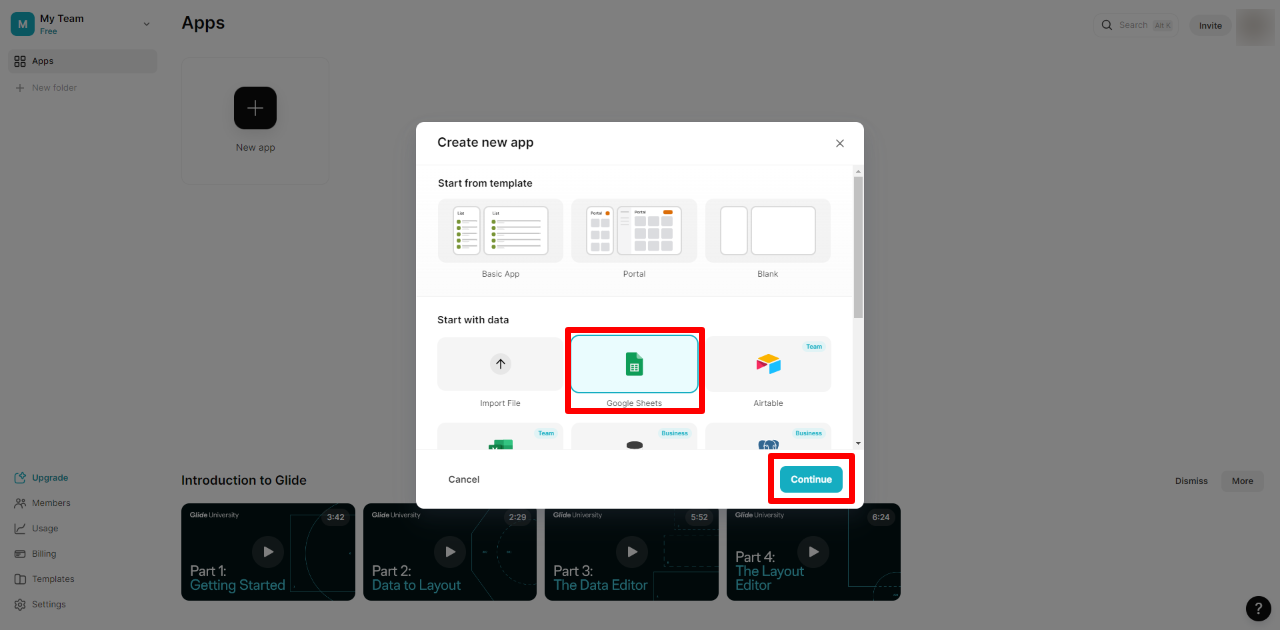 M
My Team
Free
Apps
Search
Alt K
Invite
Apps
New folder
New app
Create new app
Start from template
List
List
Portal
Portal
Basic App
Portal
Blank
Start with data
Team
Import File
Google Sheets
Airtable
Team
Business
Business
Cancel
Continue
Upgrade
Members
Usage
Billing
Templates
Settings
Introduction to Glide
Dismiss
More
Glide University
3:42
Part 1:
Getting Started
Glide University
2:29
Part 2:
Data to Layout
Glide University
5:52
Part 3:
The Data Editor
Glide University
6:24
Part 4:
The Layout
Editor
?